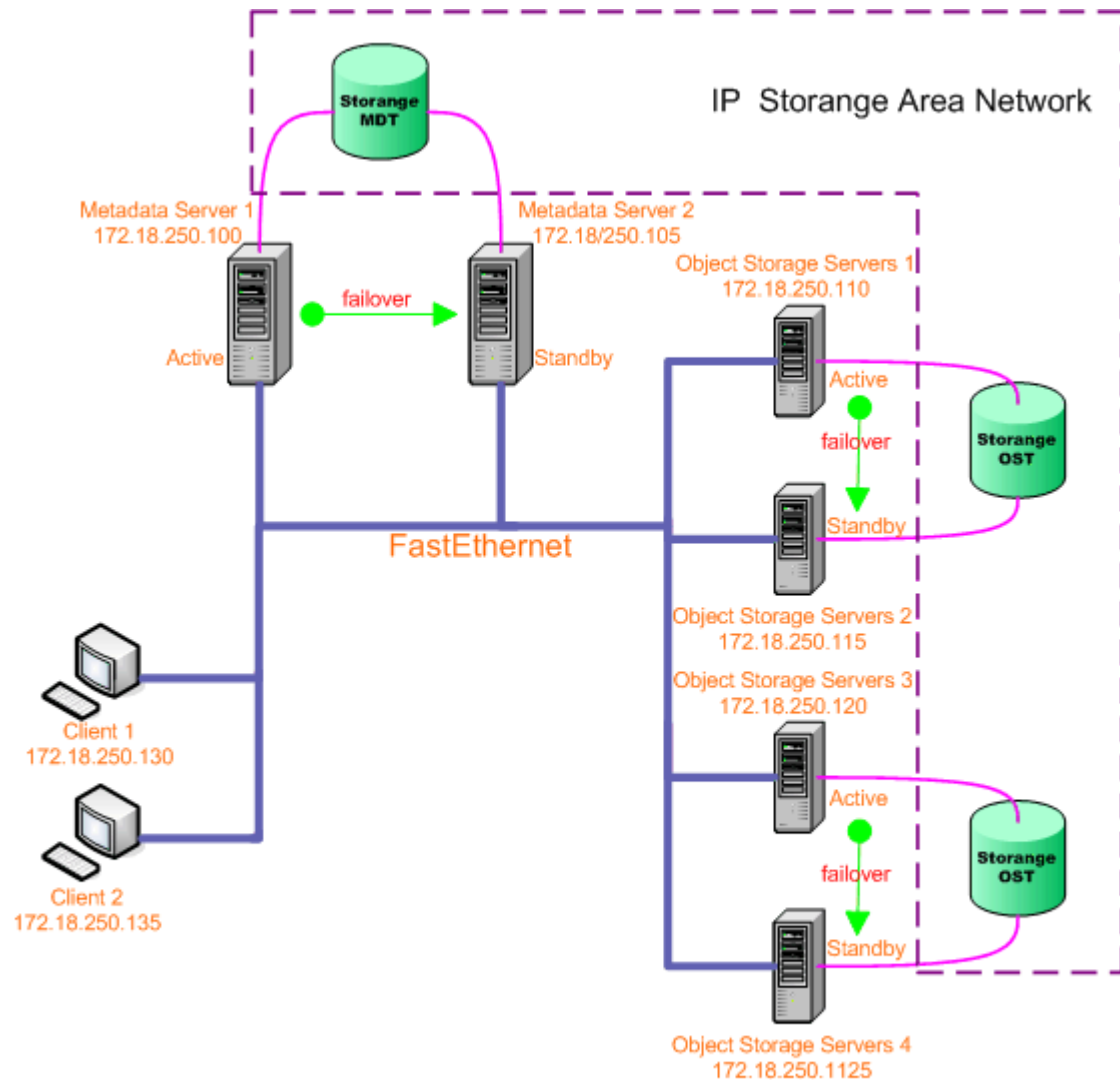 IP Storange Area Network
Storange
MDT
Metadata Server 1
172.18.250.100
Metadata Server 2
172.18/250.105
failover
Active
Standby
Object Storage Servers 1
172.18.250.110
Active
failover
Standby
Storange
OST
Object Storage Servers 2
172.18.250.115
FastEthernet
Object Storage Servers 3
172.18.250.120
Active
failover
Standby
Storange
OST
Object Storage Servers 4
172.18.250.1125
Client 1
172.18.250.130
Client 2
172.18.250.135